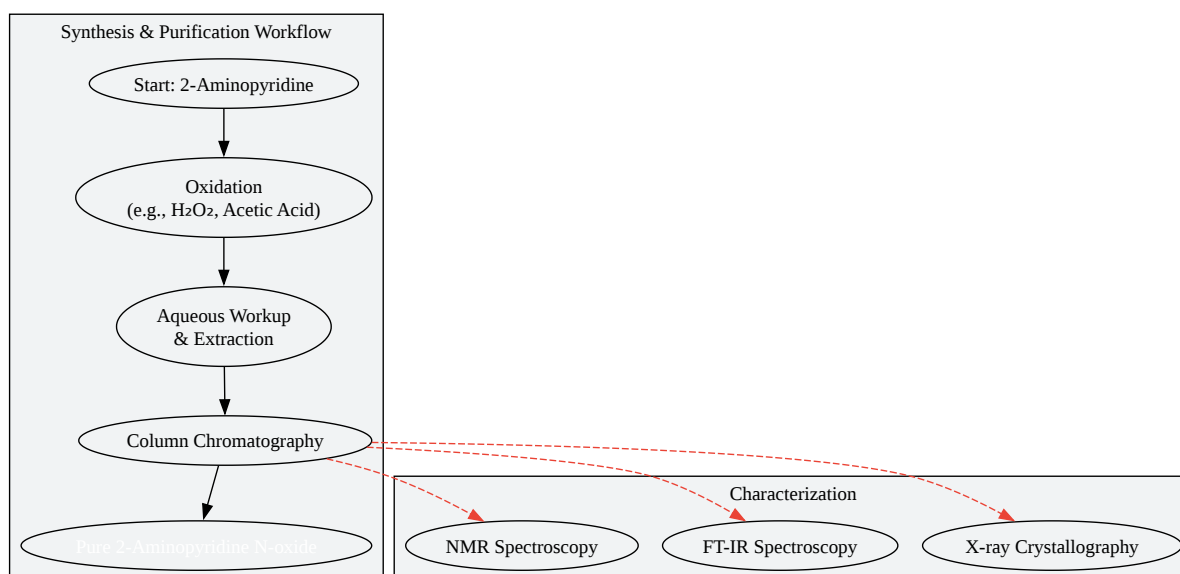 Synthesis & Purification Workflow
Start: 2-Aminopyridine
Oxidation
(e.g., H₂O₂, Acetic Acid)
Aqueous Workup
& Extraction
Column Chromatography
Pure 2-Aminopyridine N-oxide
Characterization
NMR Spectroscopy
FT-IR Spectroscopy
X-ray Crystallography